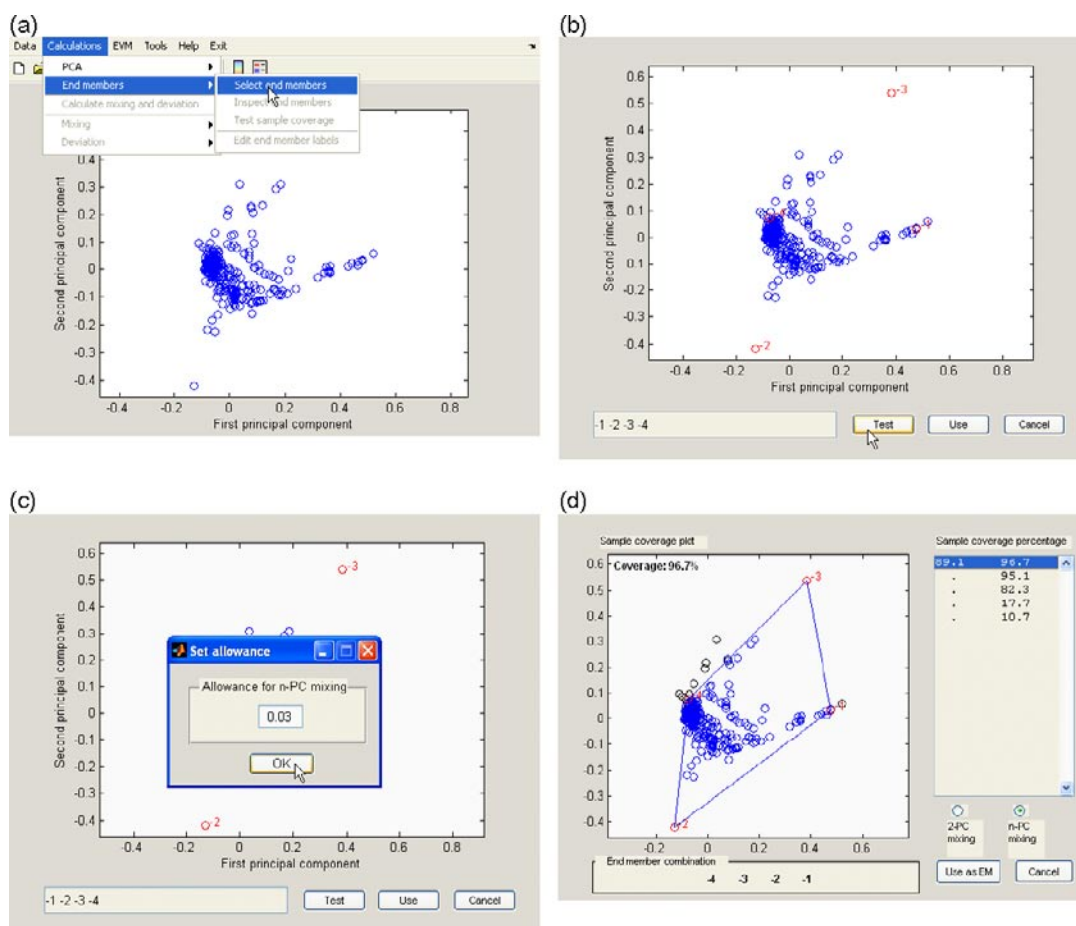 (a)
Data Calculations EVM Tools Help Exit
PCA
End members
Calculate mixing and deviation
Mixing
Deviation
Select end members
Inspect end members
Test sample coverage
Edit end member labels
0.4
0.3
0.2
0.1
0
-0.1
-0.2
-0.3
-0.4
Second principal component
-0.4 -0.2 0 0.2 0.4 0.6 0.8
First principal component
(b)
0.6
0.5
0.4
0.3
0.2
0.1
0
-0.1
-0.2
-0.3
-0.4
Second principal component
-3
-4
-1
-2
-0.4 -0.2 0 0.2 0.4 0.6 0.8
First principal component
-1 -2 -3 -4
Test Use Cancel
(c)
0.6
0.5
0.4
0.3
0.2
0.1
0
-0.1
-0.2
-0.3
-0.4
Second principal component
-3
Set allowance
Allowance for n-PC mixing
0.03
OK
-2
-0.4 -0.2 0 0.2 0.4 0.6 0.8
First principal component
-1 -2 -3 -4
Test Use Cancel
(d)
Sample coverage plot
Coverage: 96.7%
0.6
0.5
0.4
0.3
0.2
0.1
0
-0.1
-0.2
-0.3
-0.4
-3
-4
-1
-2
-0.4 -0.2 0 0.2 0.4 0.6 0.8
End member combination
-4 -3 -2 -1
Sample coverage percentage
89.1 96.7
. 95.1
. 82.3
. 17.7
. 10.7
2-PC mixing
n-PC mixing
Use as EM Cancel